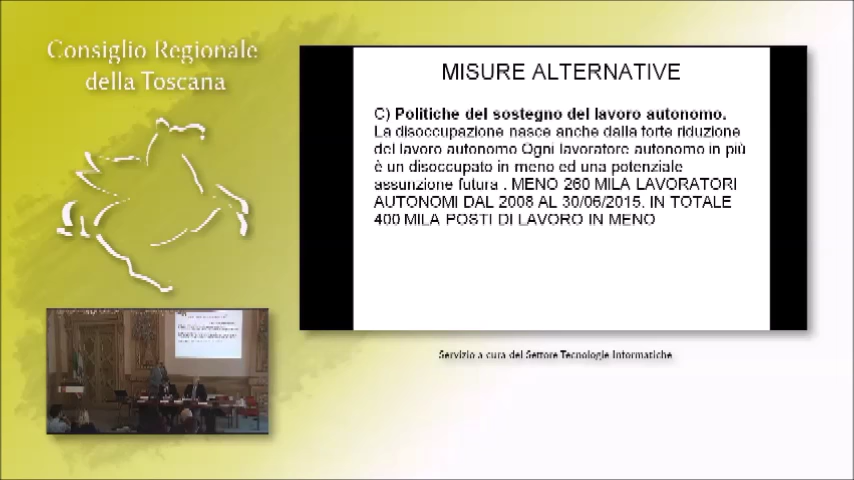 Consiglio Regionale
della Toscana
MISURE ALTERNATIVE
C) Politiche del sostegno del lavoro autonomo.
La disoccupazione nasce anche dalla forte riduzione
del lavoro autonomo Ogni lavoratore autonomo in più
è un disoccupato in meno ed una potenziale
assunzione futura . MENO 260 MILA LAVORATORI
AUTONOMI DAL 2008 AL 30/06/2015. IN TOTALE
400 MILA POSTI DI LAVORO IN MENO
Servizio a cura del Settore Tecnologie Informatiche